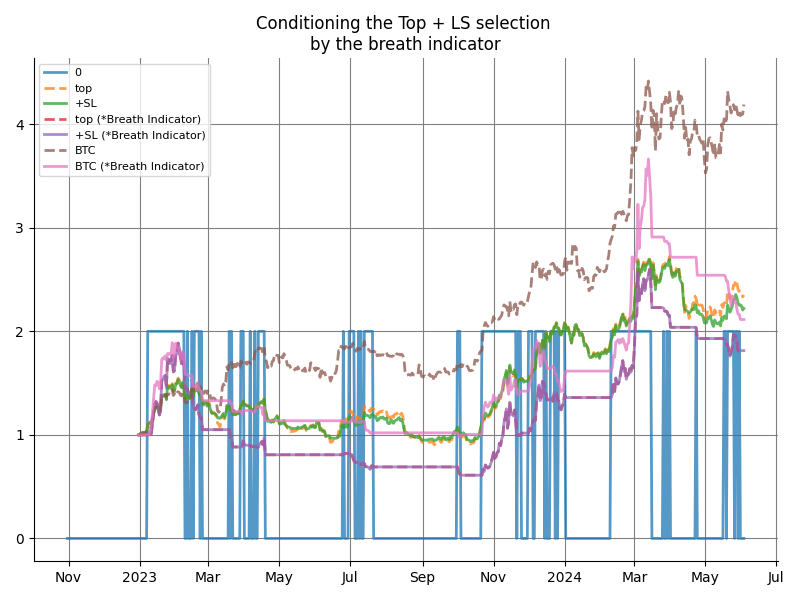 Conditioning the Top + LS selection
by the breath indicator
0
top
+SL
top (*Breath Indicator)
+SL (*Breath Indicator)
BTC
BTC (*Breath Indicator)
4
3
2
1
0
Nov
2023
Mar
May
Jul
Sep
Nov
2024
Mar
May
Jul